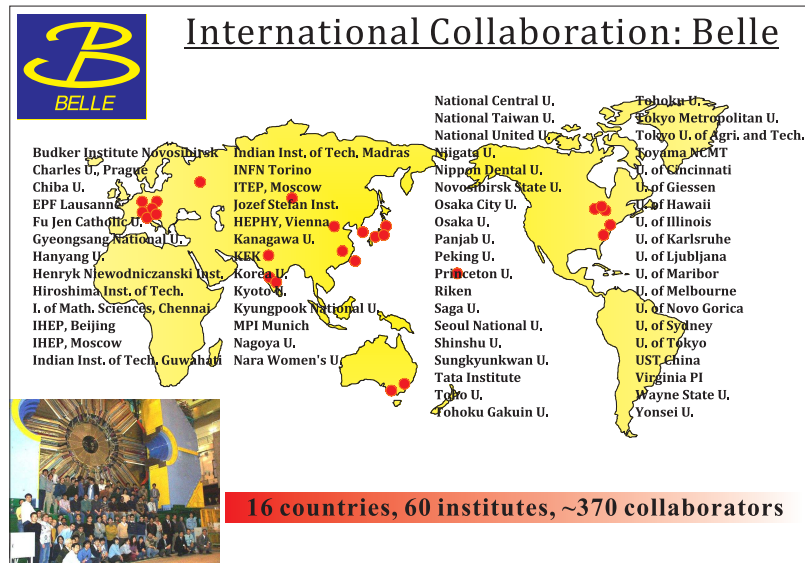 BELLE
International Collaboration: Belle
Budker Institute Novosibirsk
Charles U., Prague
Chiba U.
EPF Lausanne
Fu Jen Catholic U.
Gyeongsang National U.
Hanyang U.
Henryk Niewodniczanski Inst.
Hiroshima Inst. of Tech.
I. of Math. Sciences, Chennai
IHEP, Beijing
IHEP, Moscow
Indian Inst. of Tech. Guwahati
Indian Inst. of Tech. Madras
INFN Torino
ITEP, Moscow
Jozef Stefan Inst.
HEPHY, Vienna
Kanagawa U.
KEK
Korea U.
Kyoto U.
Kyungpook National U.
MPI Munich
Nagoya U.
Nara Women's U.
National Central U.
National Taiwan U.
National United U.
Niigata U.
Nippon Dental U.
Novosibirsk State U.
Osaka City U.
Osaka U.
Panjab U.
Peking U.
Princeton U.
Riken
Saga U.
Seoul National U.
Shinshu U.
Sungkyunkwan U.
Tata Institute
Toho U.
Tohoku Gakuin U.
Tohoku U.
Tokyo Metropolitan U.
Tokyo U. of Agri. and Tech.
Toyama NCMT
U. of Cincinnati
U. of Giessen
U. of Hawaii
U. of Illinois
U. of Karlsruhe
U. of Ljubljana
U. of Maribor
U. of Melbourne
U. of Novo Gorica
U. of Sydney
U. of Tokyo
UST China
Virginia PI
Wayne State U.
Yonsei U.
16 countries, 60 institutes, ~370 collaborators